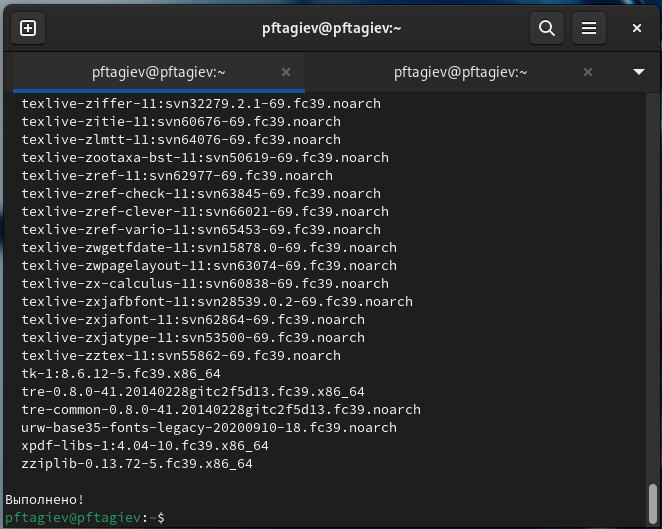 pftagiev@pftagiev:~
pftagiev@pftagiev:~ pftagiev@pftagiev:~
texlive-ziffer-11:svn32279.2.1-69.fc39.noarch
texlive-zitie-11:svn60676-69.fc39.noarch
texlive-zlmtt-11:svn64076-69.fc39.noarch
texlive-zootaxa-bst-11:svn50619-69.fc39.noarch
texlive-zref-11:svn62977-69.fc39.noarch
texlive-zref-check-11:svn63845-69.fc39.noarch
texlive-zref-clever-11:svn66021-69.fc39.noarch
texlive-zref-vario-11:svn65453-69.fc39.noarch
texlive-zwgetfdate-11:svn15878.0-69.fc39.noarch
texlive-zwpagelayout-11:svn63074-69.fc39.noarch
texlive-zx-calculus-11:svn60838-69.fc39.noarch
texlive-zxjafbfont-11:svn28539.0.2-69.fc39.noarch
texlive-zxjafont-11:svn62864-69.fc39.noarch
texlive-zxjatype-11:svn53500-69.fc39.noarch
texlive-zztex-11:svn55862-69.fc39.noarch
tk-1:8.6.12-5.fc39.x86_64
tre-0.8.0-41.20140228gitc2f5d13.fc39.x86_64
tre-common-0.8.0-41.20140228gitc2f5d13.fc39.noarch
urw-base35-fonts-legacy-20200910-18.fc39.noarch
xpdf-libs-1:4.04-10.fc39.x86_64
zziplib-0.13.72-5.fc39.x86_64
Выполнено!
pftagiev@pftagiev:~$